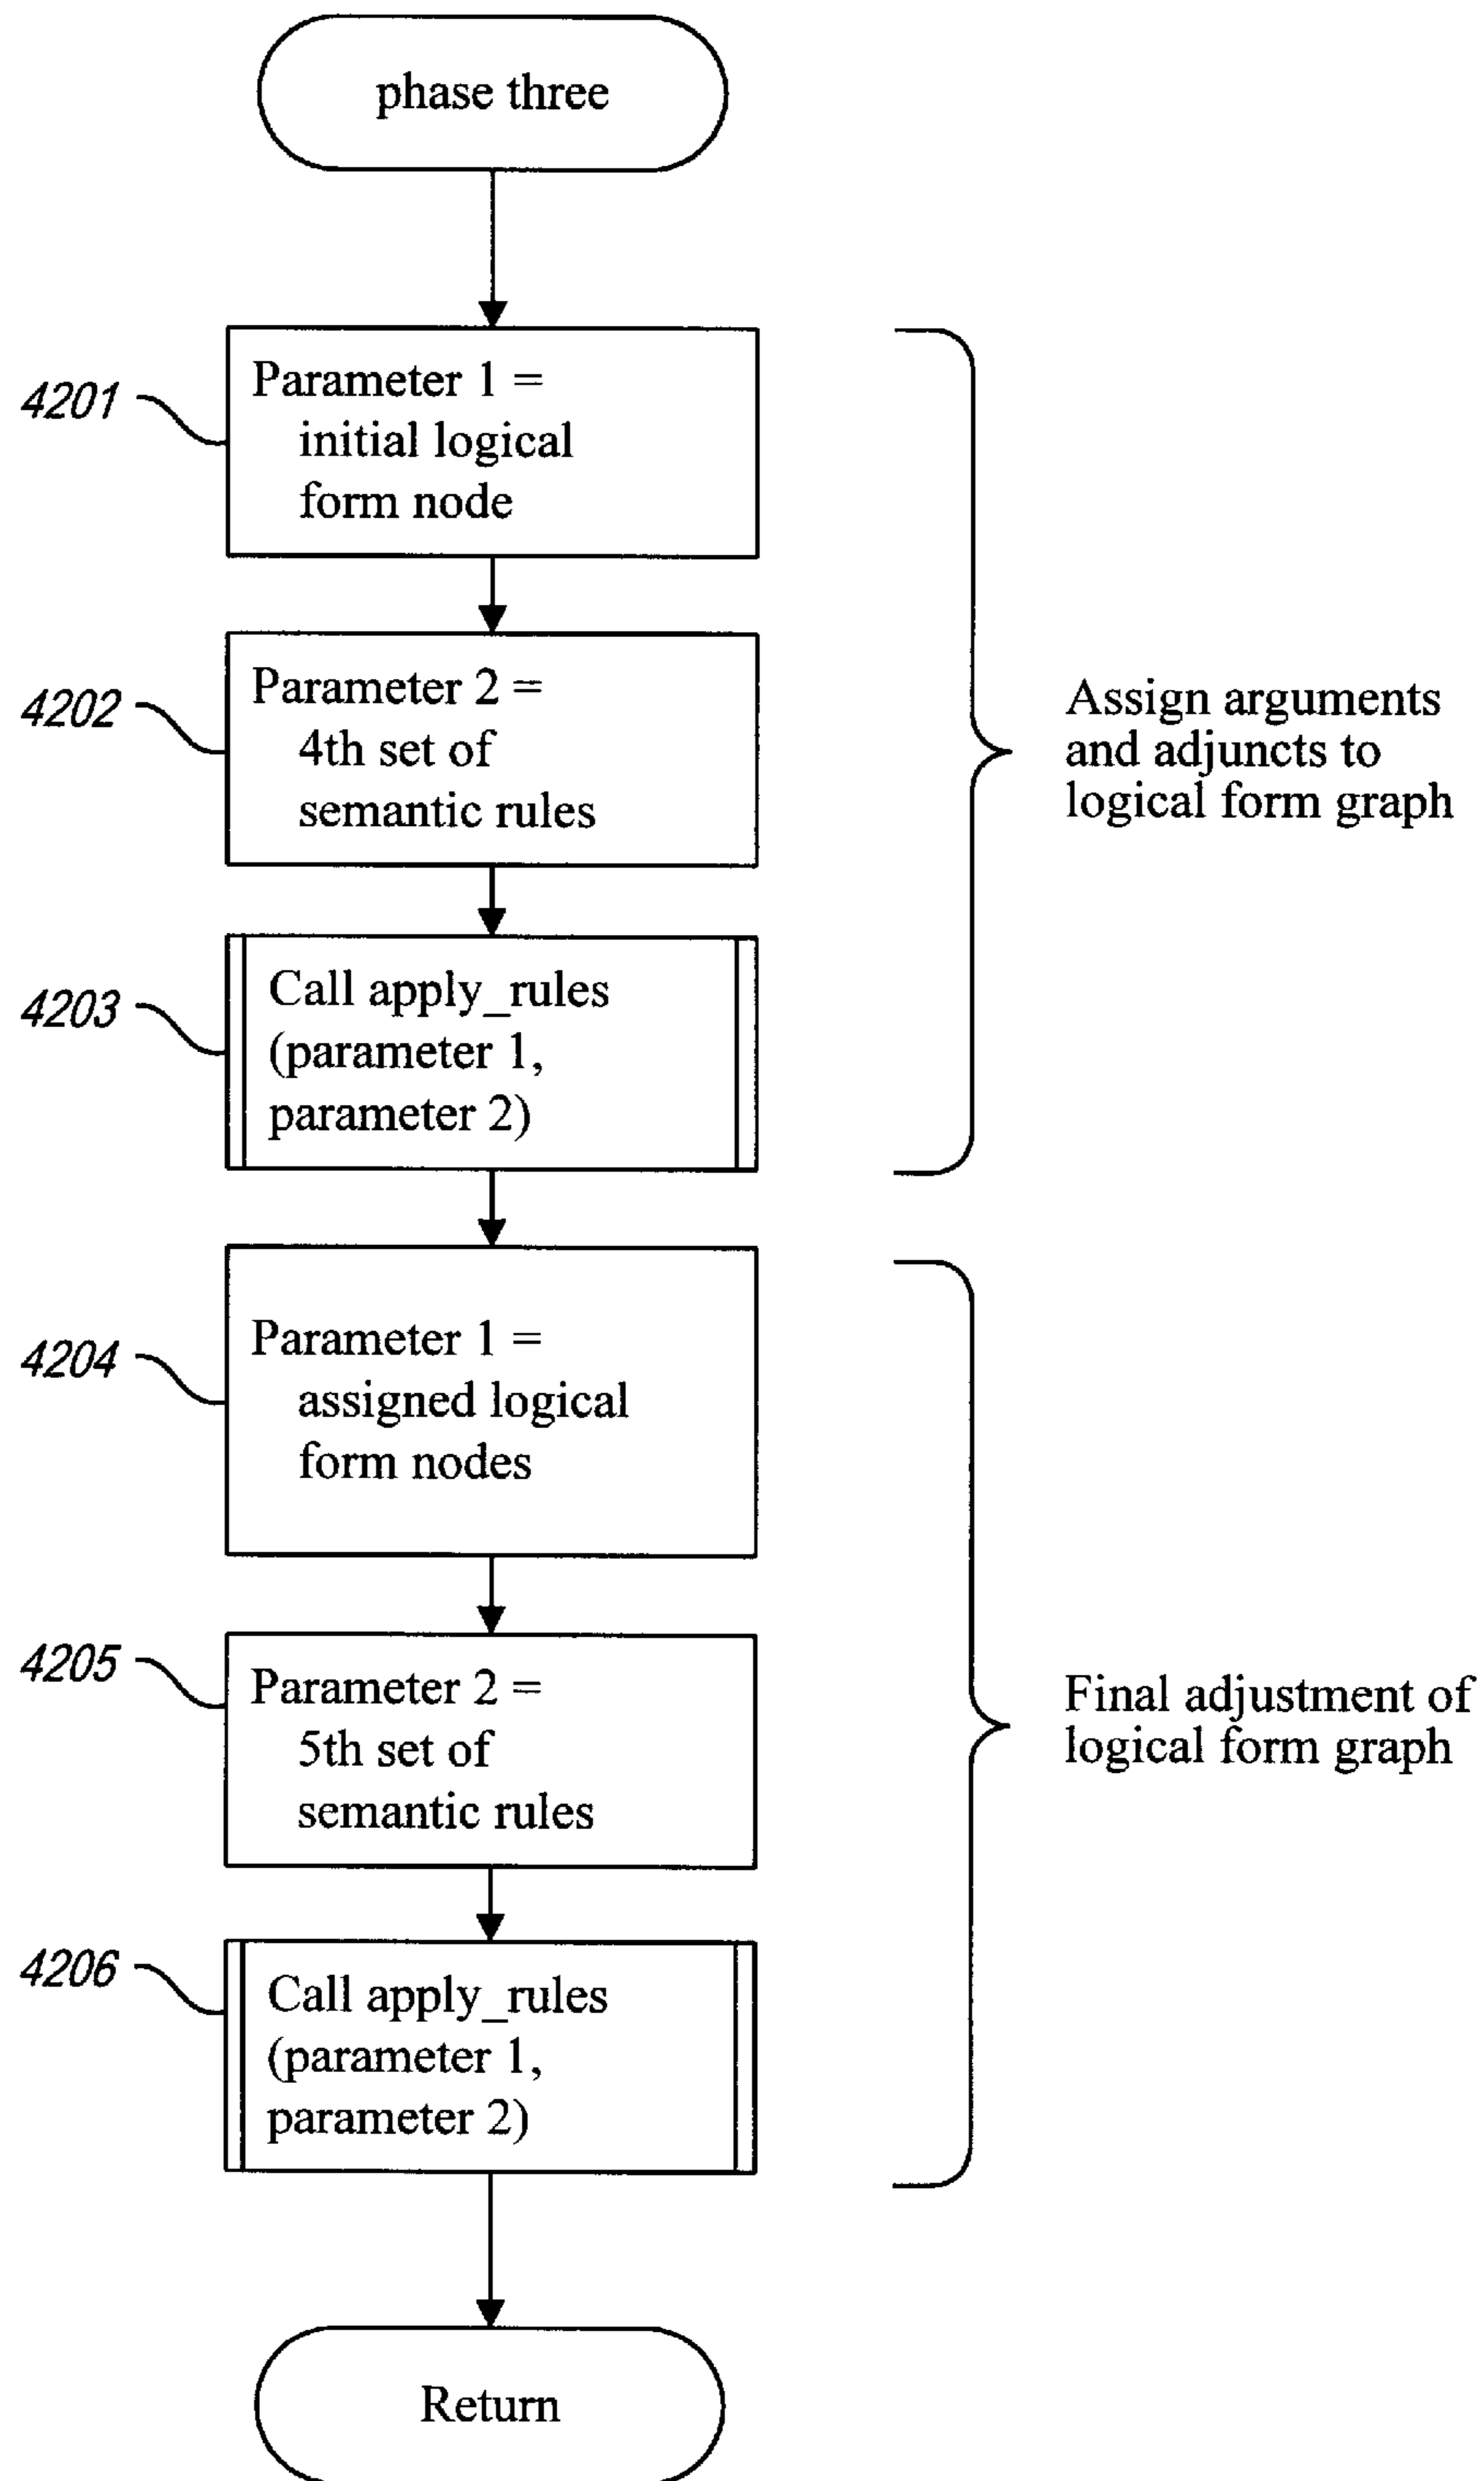 phase three
4201
Parameter 1 =
initial logical
form node
4202
Parameter 2 =
4th set of
semantic rules
4203
Call apply_rules
(parameter 1,
parameter 2)
Assign arguments
and adjuncts to
logical form graph
4204
Parameter 1 =
assigned logical
form nodes
4205
Parameter 2 =
5th set of
semantic rules
4206
Call apply_rules
(parameter 1,
parameter 2)
Final adjustment of
logical form graph
Return